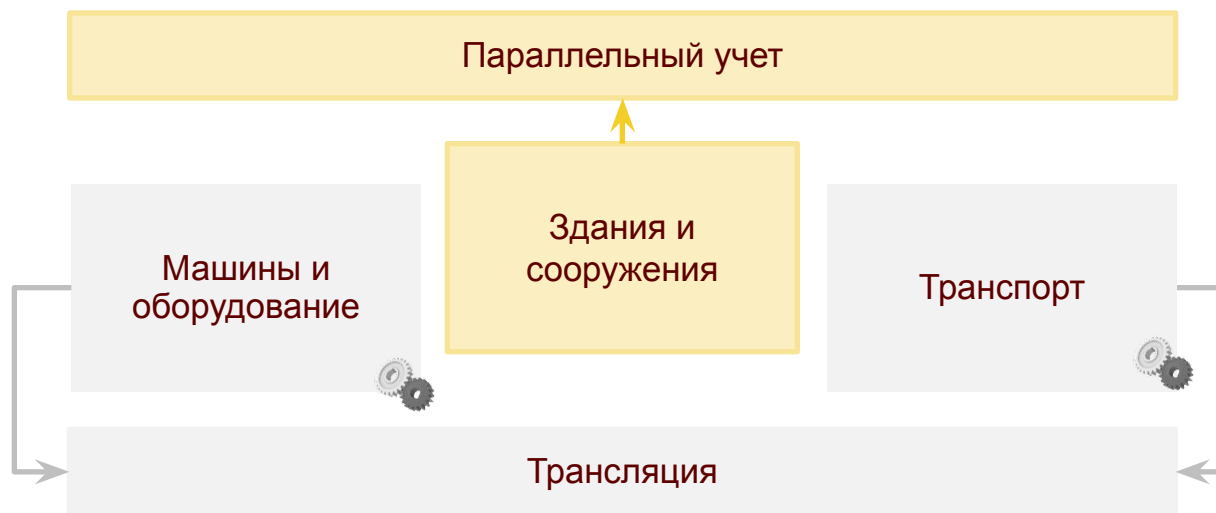 Параллельный учет
Здания и
сооружения
Машины и
оборудование
Транспорт
Трансляция